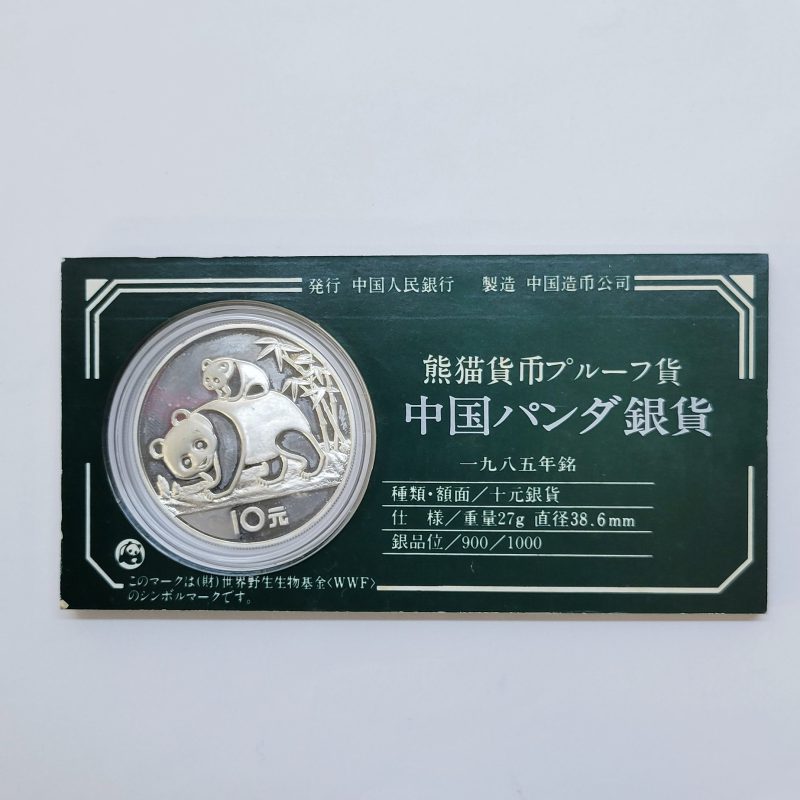 発行 中国人民銀行 製造 中国造币公司
熊猫貨币プルーフ貨
中国パンダ銀貨
一九八五年銘
種類・額面／十元銀貨
仕 様／重量27g 直径38.6mm
銀品位／900／1000
10元
このマークは(財)世界野生生物基金〈WWF〉
のシンボルマークです。